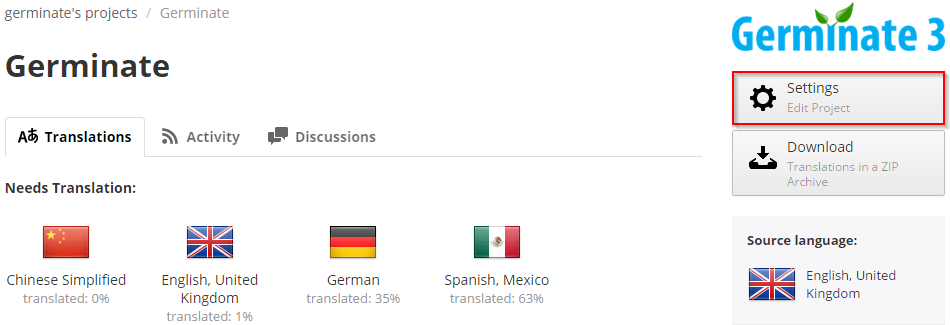 germinate's projects / Germinate
Germinate
Aあ Translations
Activity
Discussions
Needs Translation:
Chinese Simplified
translated: 0%
English, United
Kingdom
translated: 1%
German
translated: 35%
Spanish, Mexico
translated: 63%
Germinate 3
Settings
Edit Project
Download
Translations in a ZIP
Archive
Source language:
English, United
Kingdom